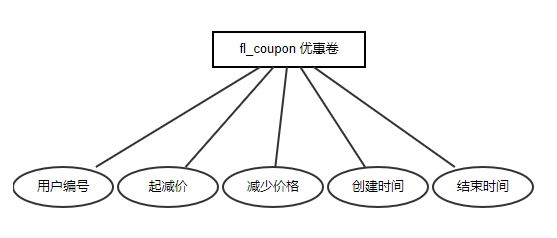 fl_coupon 优惠卷
用户编号
起减价
减少价格
创建时间
结束时间